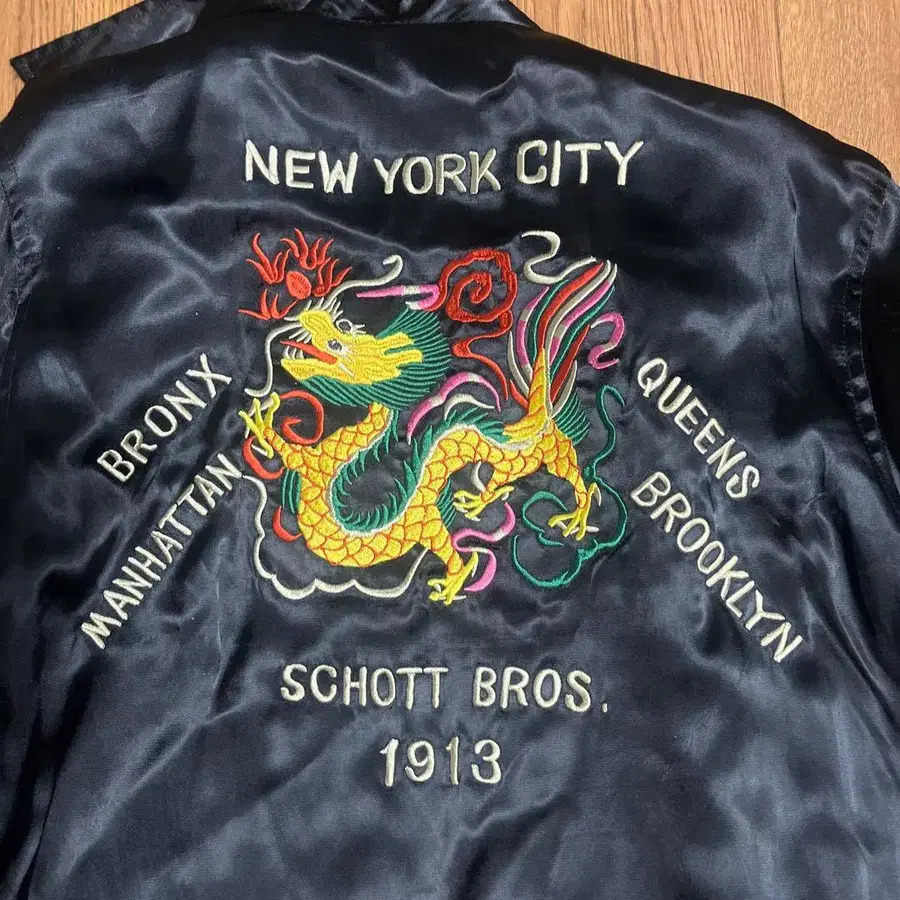 NEW YORK CITY
BRONX
MANHATTAN
QUEENS
BROOKLYN
SCHOTT BROS.
1913